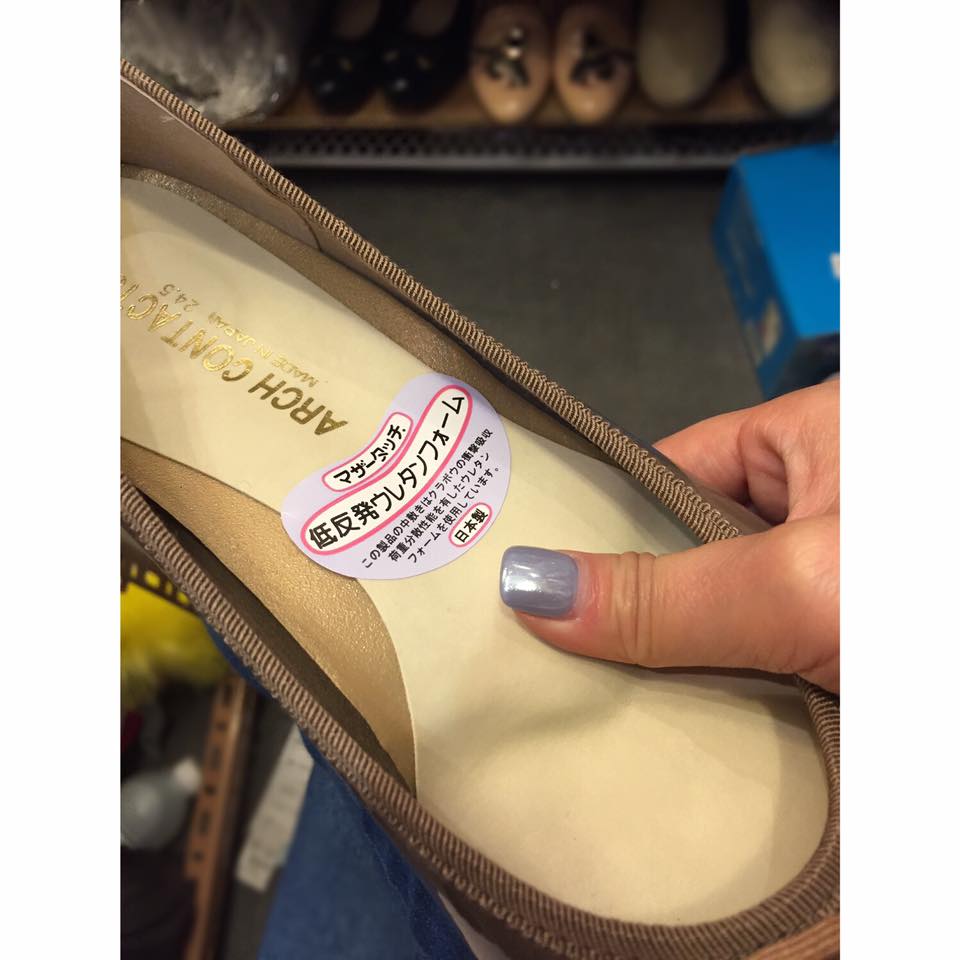 ARCH CONTACT
MADE IN JAPAN 24.5
マザータッチ
低反発ウレタンフォーム
この製品の中敷きはクラボウの衝撃吸収
荷重分散性能を有したウレタン
フォームを使用しています。
日本製